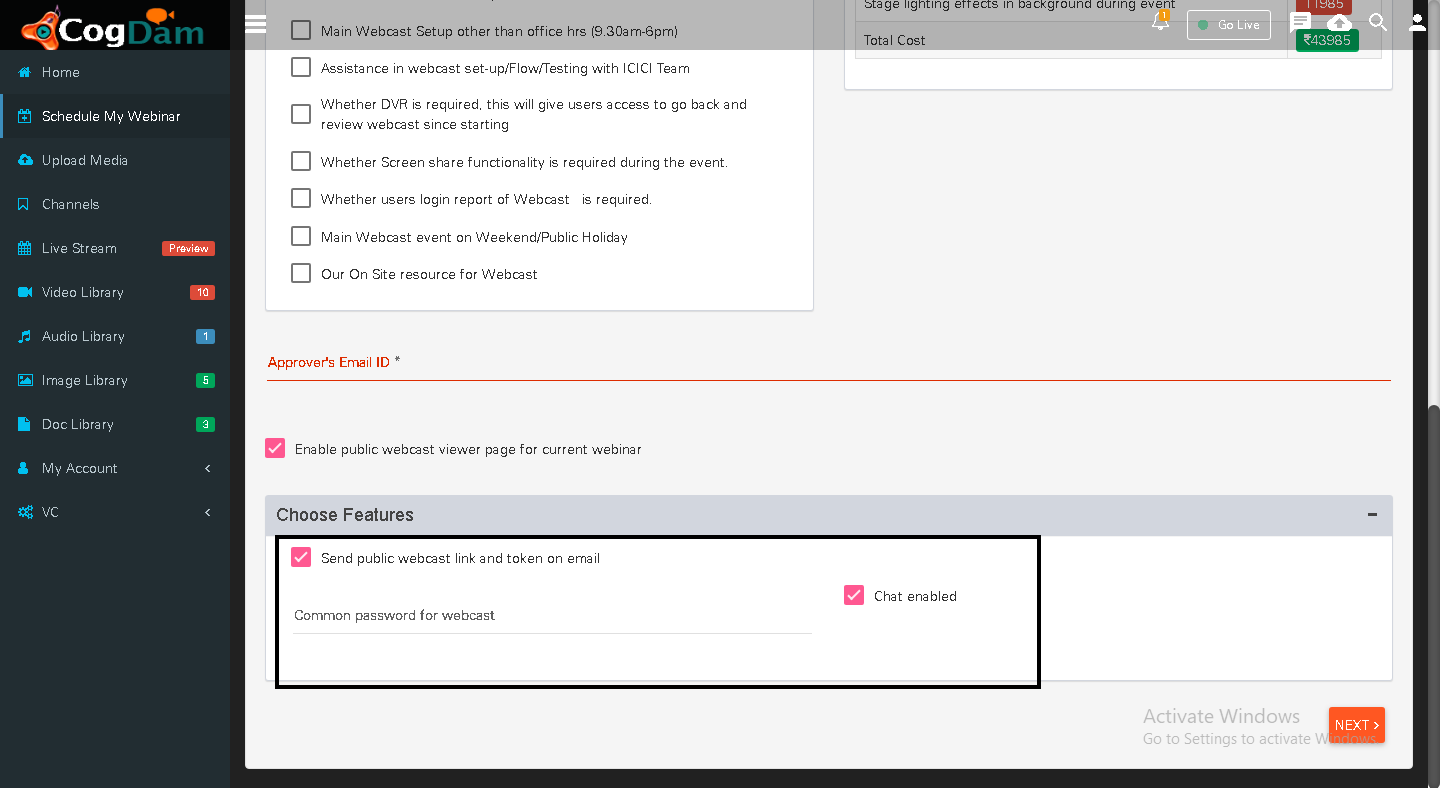 CogDam
Home
Schedule My Webinar
Upload Media
Channels
Live Stream Preview
Video Library 10
Audio Library 1
Image Library 5
Doc Library 3
My Account
VC
1
Go Live
Main Webcast Setup other than office hrs (9.30am-6pm)
Assistance in webcast set-up/Flow/Testing with ICICI Team
Whether DVR is required, this will give users access to go back and
review webcast since starting
Whether Screen share functionality is required during the event.
Whether users login report of Webcast is required.
Main Webcast event on Weekend/Public Holiday
Our On Site resource for Webcast
Stage lighting effects in background during event 11985
Total Cost ₹43985
Approver's Email ID *
Enable public webcast viewer page for current webinar
Choose Features
Send public webcast link and token on email
Chat enabled
Common password for webcast
Activate Windows
Go to Settings to activate Windows.
NEXT >